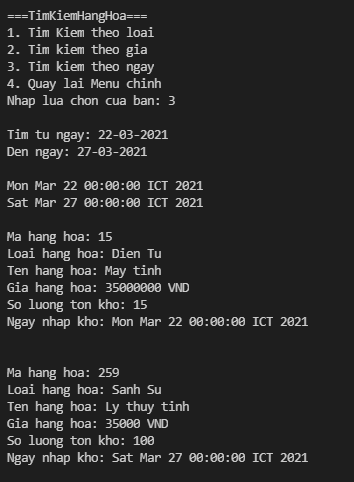 ===TimKiemHangHoa===
1. Tim Kiem theo loai
2. Tim kiem theo gia
3. Tim kiem theo ngay
4. Quay lai Menu chinh
Nhap lua chon cua ban: 3
Tim tu ngay: 22-03-2021
Den ngay: 27-03-2021
Mon Mar 22 00:00:00 ICT 2021
Sat Mar 27 00:00:00 ICT 2021
Ma hang hoa: 15
Loai hang hoa: Dien Tu
Ten hang hoa: May tinh
Gia hang hoa: 35000000 VND
So luong ton kho: 15
Ngay nhap kho: Mon Mar 22 00:00:00 ICT 2021
Ma hang hoa: 259
Loai hang hoa: Sanh Su
Ten hang hoa: Ly thuy tinh
Gia hang hoa: 35000 VND
So luong ton kho: 100
Ngay nhap kho: Sat Mar 27 00:00:00 ICT 2021